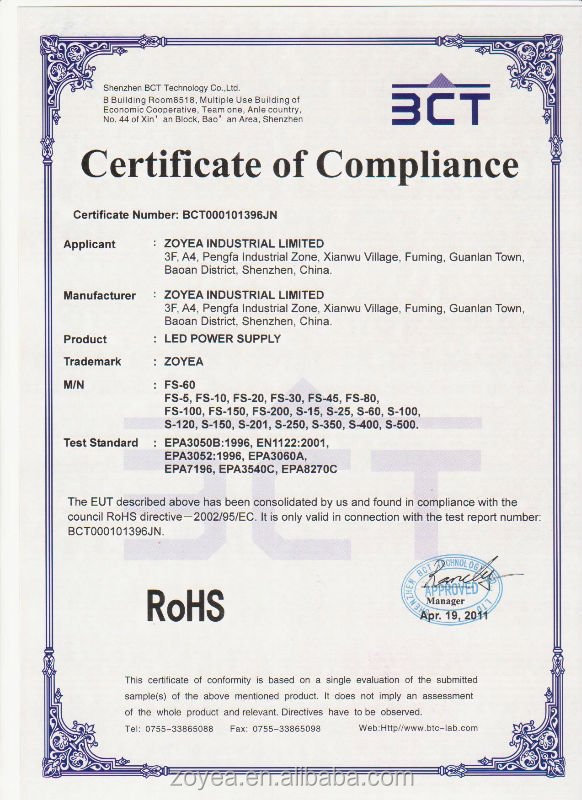 Shenzhen BCT Technology Co.,Ltd.
B Building Room8518, Multiple Use Building of
Economic Cooperative, Team one, Anle country,
No. 44 of Xin' an Block, Bao' an Area, Shenzhen
BCT
Certificate of Compliance
Certificate Number: BCT000101396JN
Applicant : ZOYEA INDUSTRIAL LIMITED
3F, A4, Pengfa Industrial Zone, Xianwu Village, Fuming, Guanlan Town,
Baoan District, Shenzhen, China.
Manufacturer : ZOYEA INDUSTRIAL LIMITED
3F, A4, Pengfa Industrial Zone, Xianwu Village, Fuming, Guanlan Town,
Baoan District, Shenzhen, China.
Product : LED POWER SUPPLY
Trademark : ZOYEA
M/N : FS-60
FS-5, FS-10, FS-20, FS-30, FS-45, FS-80,
FS-100, FS-150, FS-200, S-15, S-25, S-60, S-100,
S-120, S-150, S-201, S-250, S-350, S-400, S-500.
Test Standard : EPA3050B:1996, EN1122:2001,
EPA3052:1996, EPA3060A,
EPA7196, EPA3540C, EPA8270C
BCT
The EUT described above has been consolidated by us and found in compliance with the
council RoHS directive－2002/95/EC. It is only valid in connection with the test report number:
BCT000101396JN.
RoHS
SHENZHEN BCT TECHNOLOGY CO LTD
APPROVED
Manager
Apr. 19, 2011
This certificate of conformity is based on a single evaluation of the submitted
sample(s) of the above mentioned product. It does not imply an assessment
of the whole product and relevant. Directives have to be observed.
Tel: 0755-33865088 Fax: 0755-33865098 Web:Http//www.btc-lab.com
zoyea.en.alibaba.com